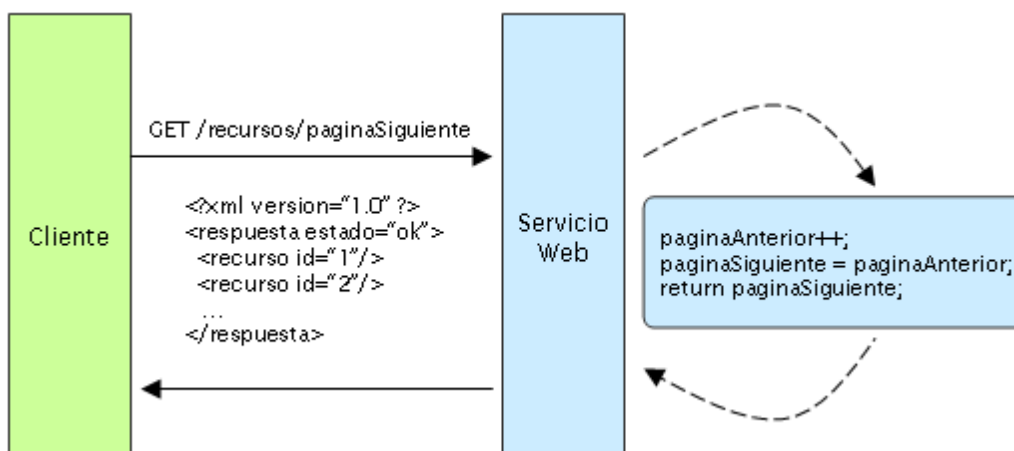 GET /recursos/paginaSiguiente
<?xml version="1.0" ?>
<respuesta estado="ok">
<recurso id="1"/>
<recurso id="2"/>
...
</respuesta>
Cliente
Servicio
Web
paginaAnterior++;
paginaSiguiente = paginaAnterior;
return paginaSiguiente;